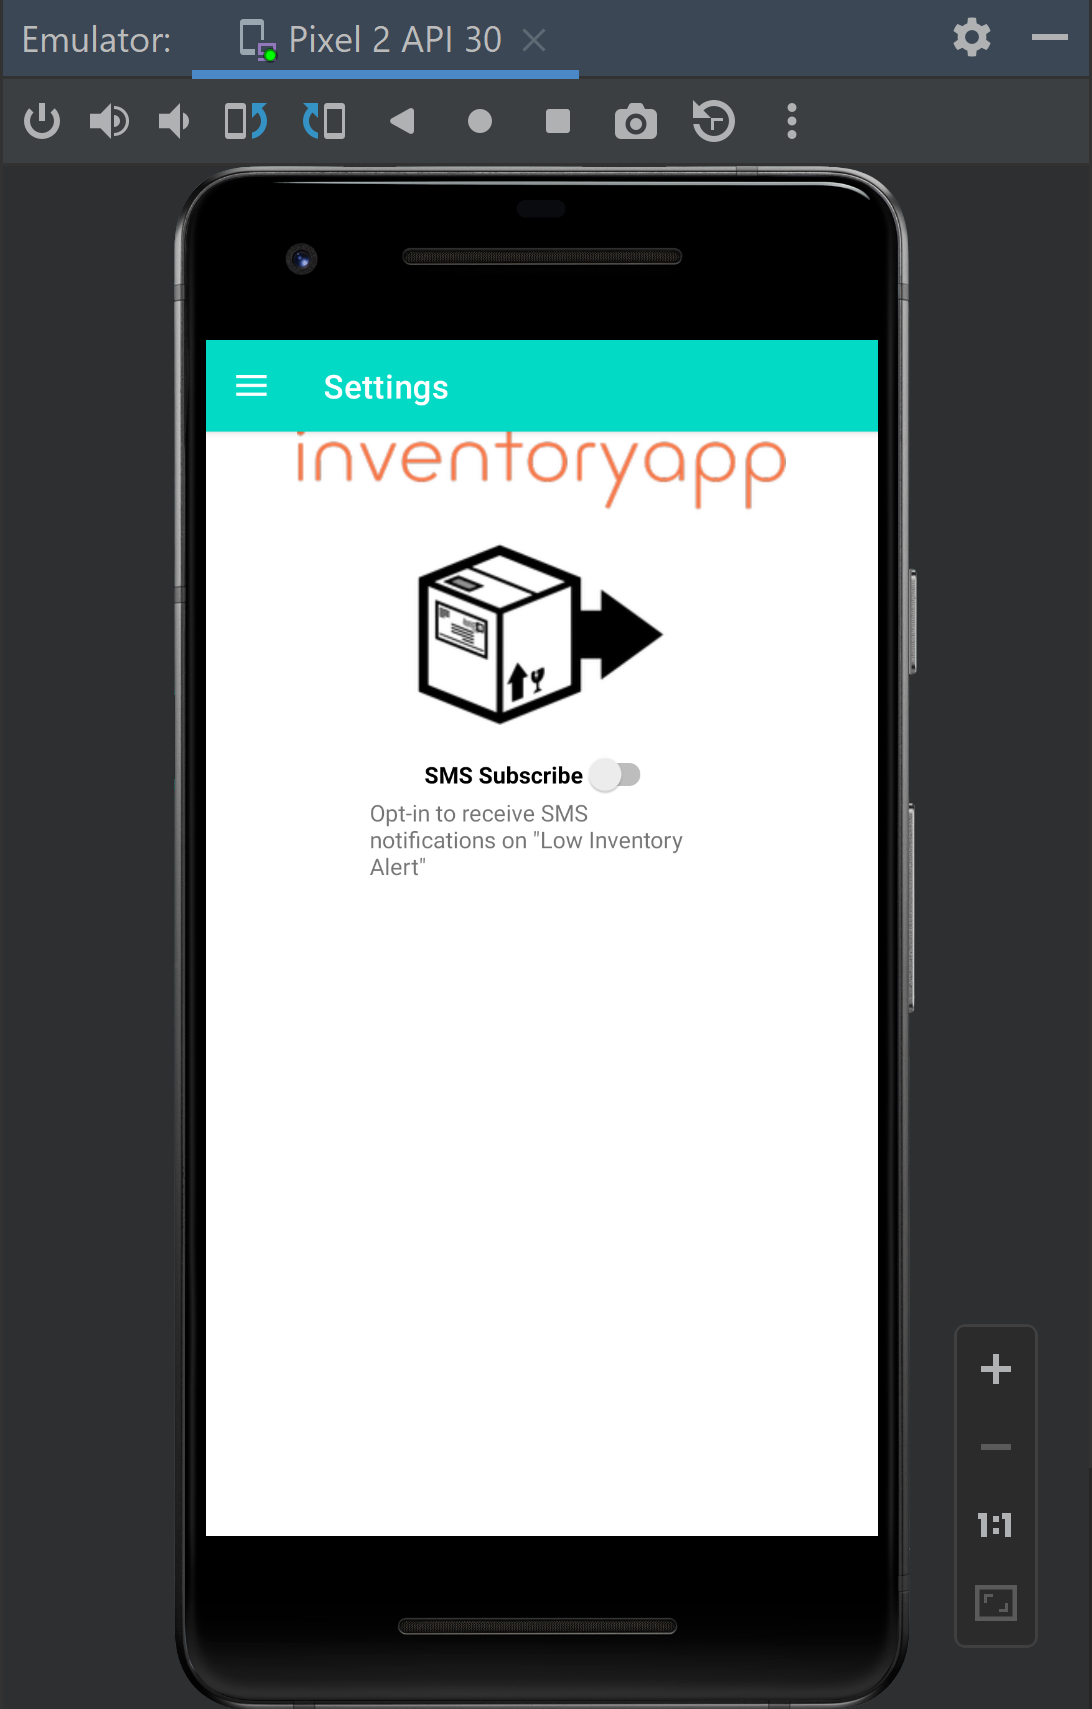 Emulator: Pixel 2 API 30
Settings
inventoryapp
SMS Subscribe
Opt-in to receive SMS
notifications on "Low Inventory
Alert"
1:1